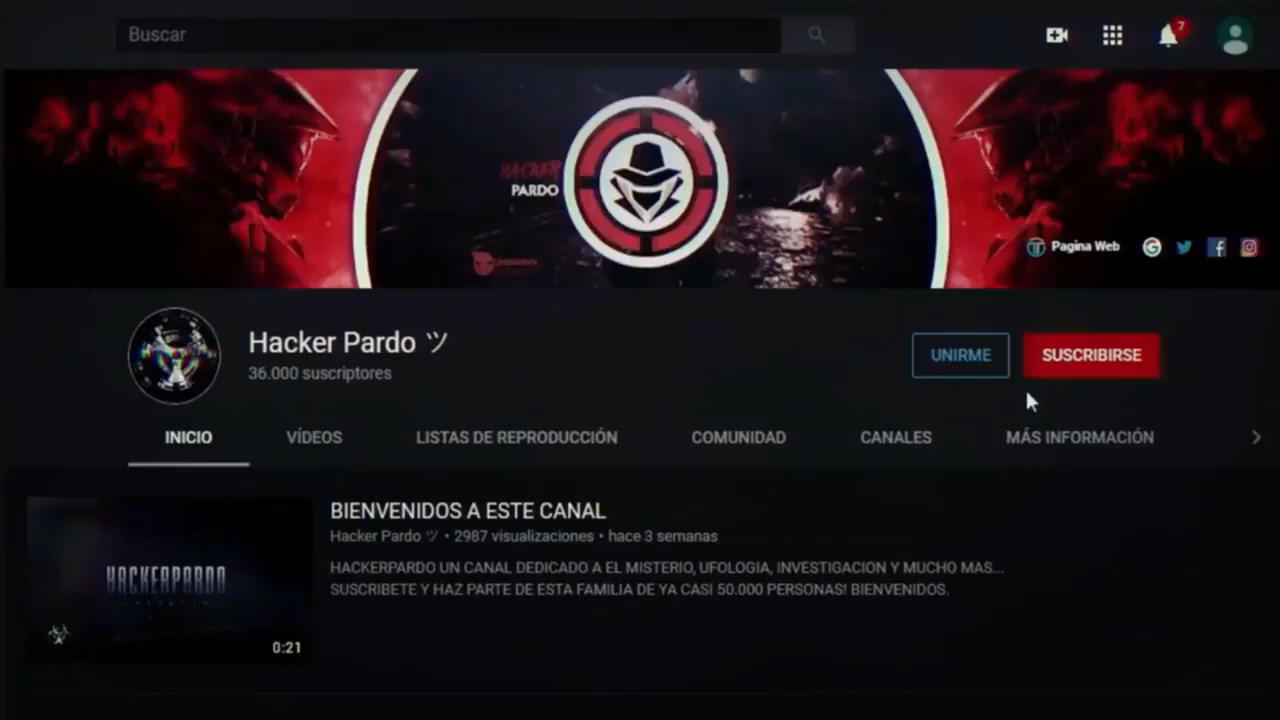 Buscar
7
HACKER
PARDO
Pagina Web
Hacker Pardo ツ
36.000 suscriptores
UNIRME
SUSCRIBIRSE
INICIO
VÍDEOS
LISTAS DE REPRODUCCIÓN
COMUNIDAD
CANALES
MÁS INFORMACIÓN
HACKERPARDO
0:21
BIENVENIDOS A ESTE CANAL
Hacker Pardo ツ • 2987 visualizaciones • hace 3 semanas
HACKERPARDO UN CANAL DEDICADO A EL MISTERIO, UFOLOGIA, INVESTIGACION Y MUCHO MAS...
SUSCRIBETE Y HAZ PARTE DE ESTA FAMILIA DE YA CASI 50.000 PERSONAS! BIENVENIDOS.